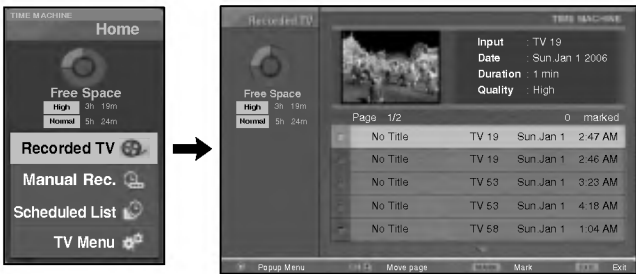 TIME MACHINE
Home
Free Space
High 3h 19m
Normal 5h 24m
Recorded TV
Manual Rec.
Scheduled List
TV Menu
Recorded TV
TIME MACHINE
Free Space
High 3h 19m
Normal 5h 24m
Input : TV 19
Date : Sun.Jan 1 2006
Duration : 1 min
Quality : High
Page 1/2 0 marked
No Title TV 19 Sun.Jan 1 2:47 AM
No Title TV 19 Sun.Jan 1 2:46 AM
No Title TV 53 Sun.Jan 1 3:23 AM
No Title TV 53 Sun.Jan 1 4:18 AM
No Title TV 58 Sun.Jan 1 1:04 AM
Popup Menu Move page MARK Mark EXIT Exit